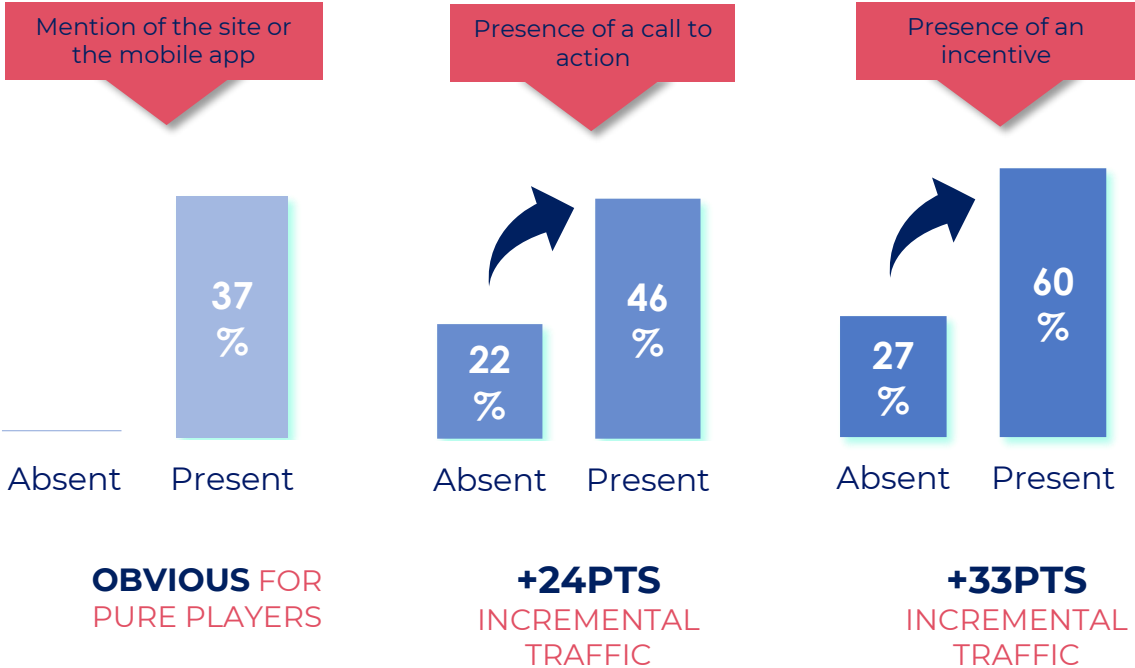 Mention of the site or
the mobile app
Presence of a call to
action
Presence of an
incentive
37
%
22
%
46
%
27
%
60
%
Absent
Present
Absent
Present
Absent
Present
OBVIOUS FOR
PURE PLAYERS
+24PTS
INCREMENTAL
TRAFFIC
+33PTS
INCREMENTAL
TRAFFIC